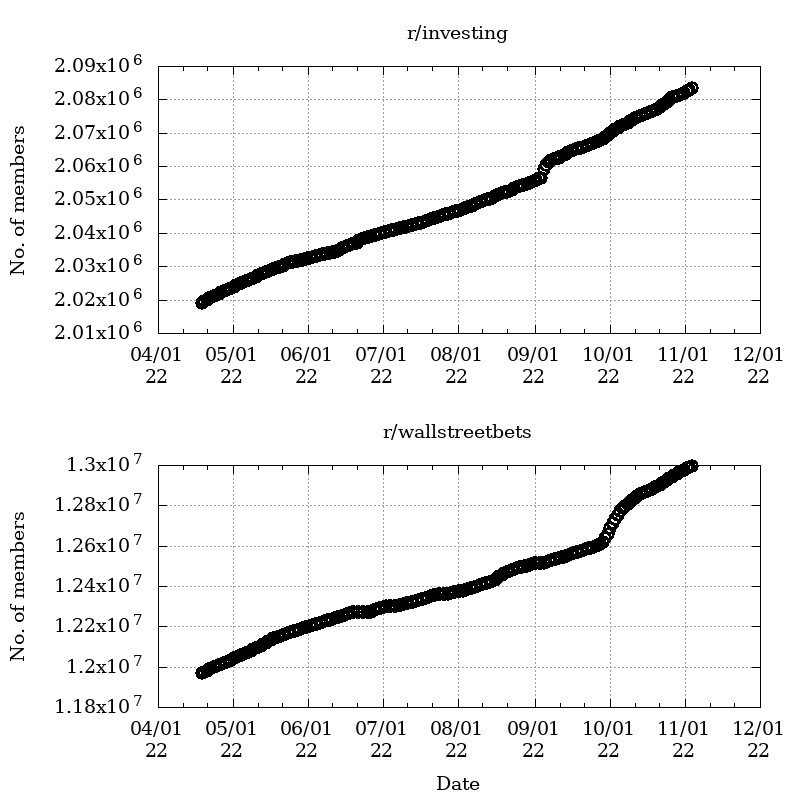 r/investing
No. of members
2.09x10^6
2.08x10^6
2.07x10^6
2.06x10^6
2.05x10^6
2.04x10^6
2.03x10^6
2.02x10^6
2.01x10^6
04/01 05/01 06/01 07/01 08/01 09/01 10/01 11/01 12/01
22 22 22 22 22 22 22 22 22
r/wallstreetbets
No. of members
1.3x10^7
1.28x10^7
1.26x10^7
1.24x10^7
1.22x10^7
1.2x10^7
1.18x10^7
04/01 05/01 06/01 07/01 08/01 09/01 10/01 11/01 12/01
22 22 22 22 22 22 22 22 22
Date